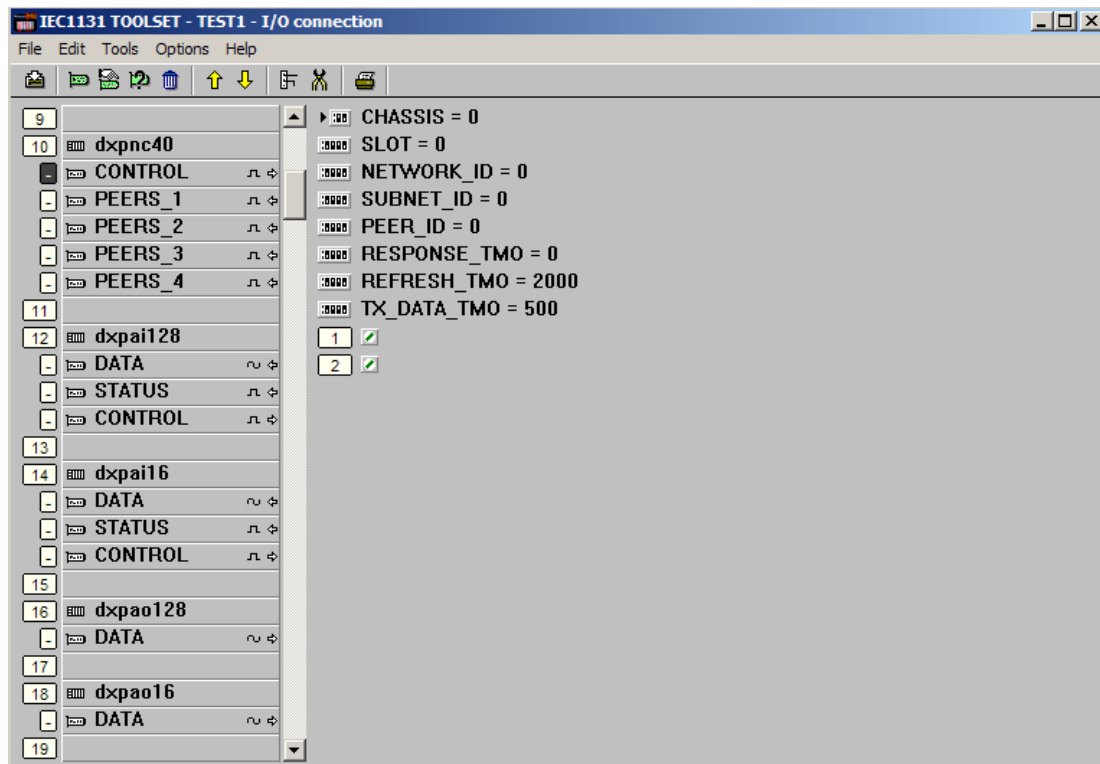 IEC1131 TOOLSET - TEST1 - I/O connection
File Edit Tools Options Help
9
10 dxpnc40
- CONTROL
- PEERS_1
- PEERS_2
- PEERS_3
- PEERS_4
11
12 dxpai128
- DATA
- STATUS
- CONTROL
13
14 dxpai16
- DATA
- STATUS
- CONTROL
15
16 dxpao128
- DATA
17
18 dxpao16
- DATA
19
CHASSIS = 0
SLOT = 0
NETWORK_ID = 0
SUBNET_ID = 0
PEER_ID = 0
RESPONSE_TMO = 0
REFRESH_TMO = 2000
TX_DATA_TMO = 500
1
2